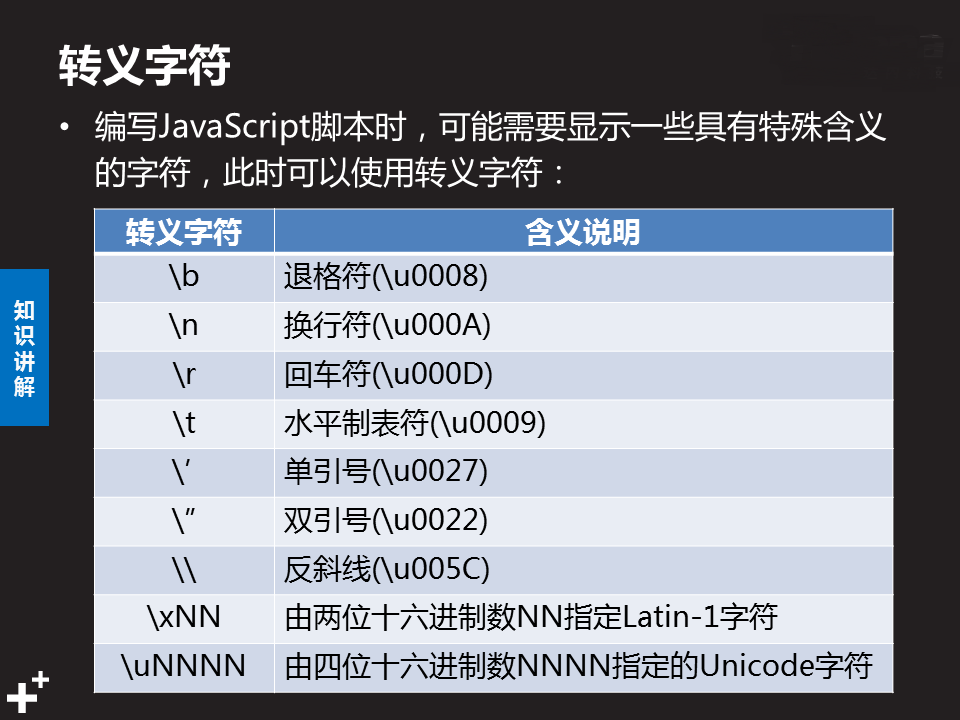 转义字符
• 编写JavaScript脚本时，可能需要显示一些具有特殊含义
的字符，此时可以使用转义字符：
转义字符 含义说明
\b 退格符(\u0008)
\n 换行符(\u000A)
\r 回车符(\u000D)
\t 水平制表符(\u0009)
\’ 单引号(\u0027)
\” 双引号(\u0022)
\\ 反斜线(\u005C)
\xNN 由两位十六进制数NN指定Latin-1字符
\uNNNN 由四位十六进制数NNNN指定的Unicode字符
知
识
讲
解